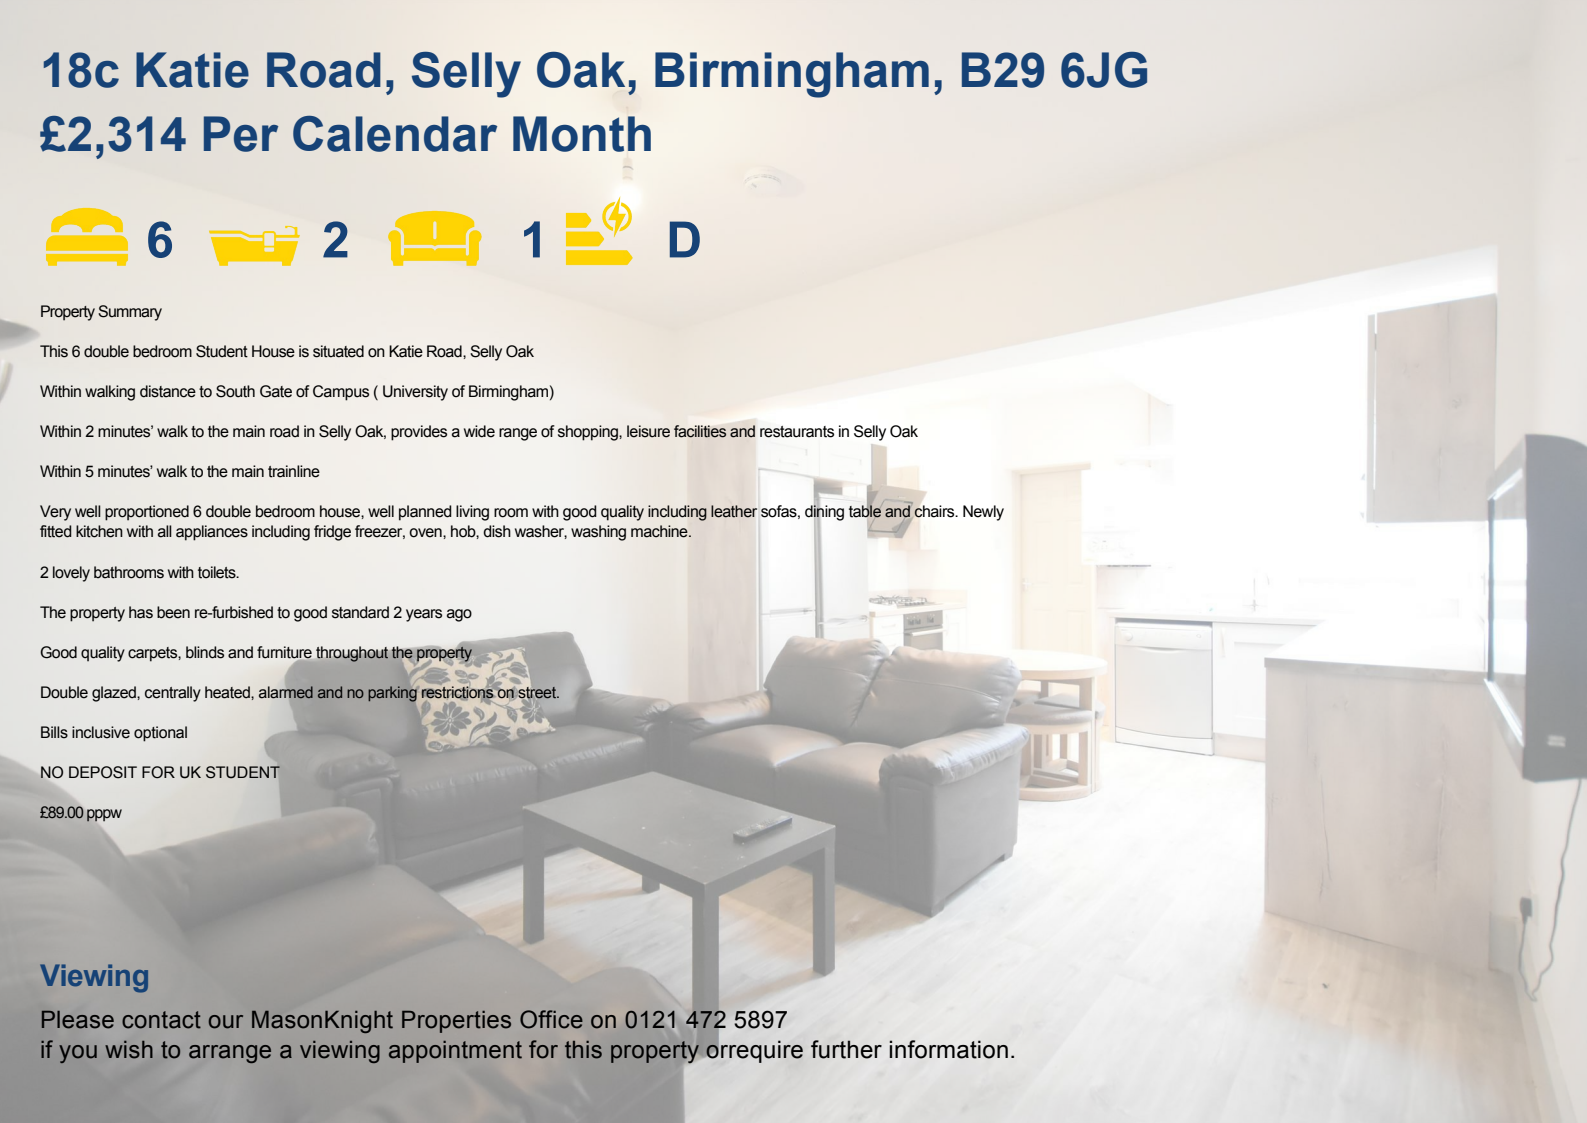 18c Katie Road, Selly Oak, Birmingham, B29 6JG
£2,314 Per Calendar Month
6 2 1 D
Property Summary
This 6 double bedroom Student House is situated on Katie Road, Selly Oak
Within walking distance to South Gate of Campus ( University of Birmingham)
Within 2 minutes’ walk to the main road in Selly Oak, provides a wide range of shopping, leisure facilities and restaurants in Selly Oak
Within 5 minutes’ walk to the main trainline
Very well proportioned 6 double bedroom house, well planned living room with good quality including leather sofas, dining table and chairs. Newly
fitted kitchen with all appliances including fridge freezer, oven, hob, dish washer, washing machine.
2 lovely bathrooms with toilets.
The property has been re-furbished to good standard 2 years ago
Good quality carpets, blinds and furniture throughout the property
Double glazed, centrally heated, alarmed and no parking restrictions on street.
Bills inclusive optional
NO DEPOSIT FOR UK STUDENT
£89.00 pppw
Viewing
Please contact our MasonKnight Properties Office on 0121 472 5897
if you wish to arrange a viewing appointment for this property orrequire further information.